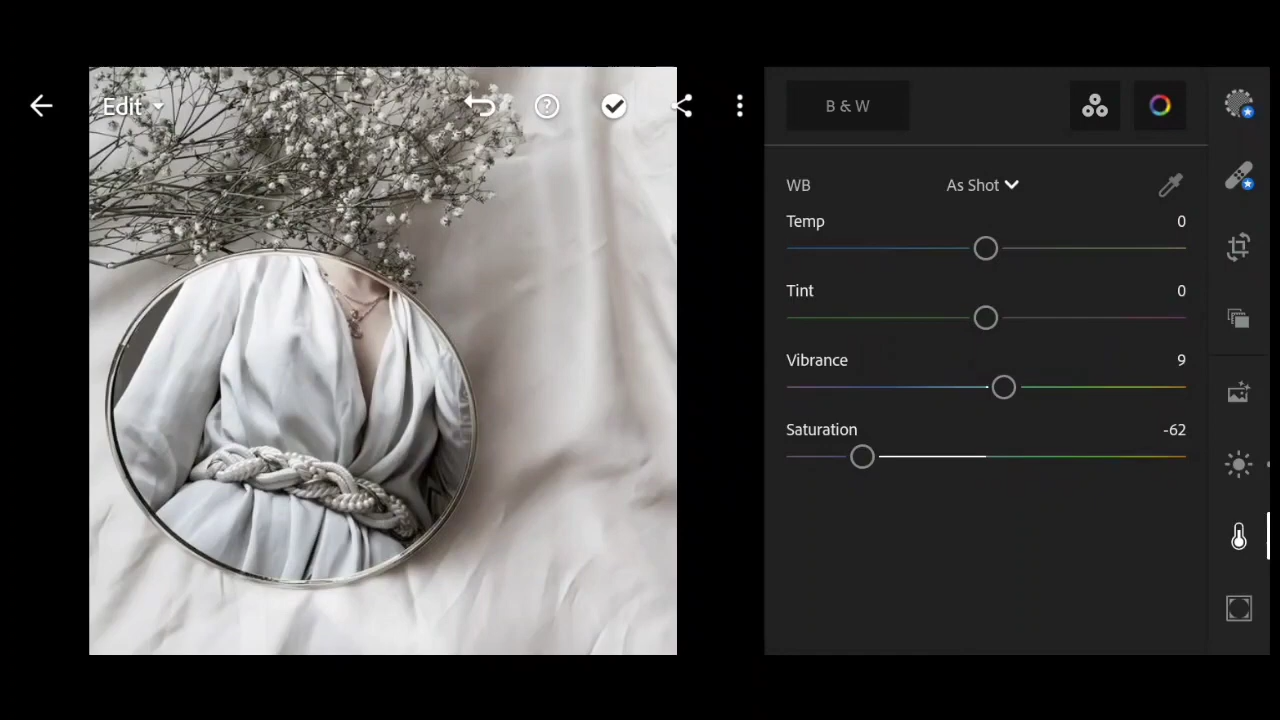 Edit
B & W
WB
As Shot
Temp
0
Tint
0
Vibrance
9
Saturation
-62